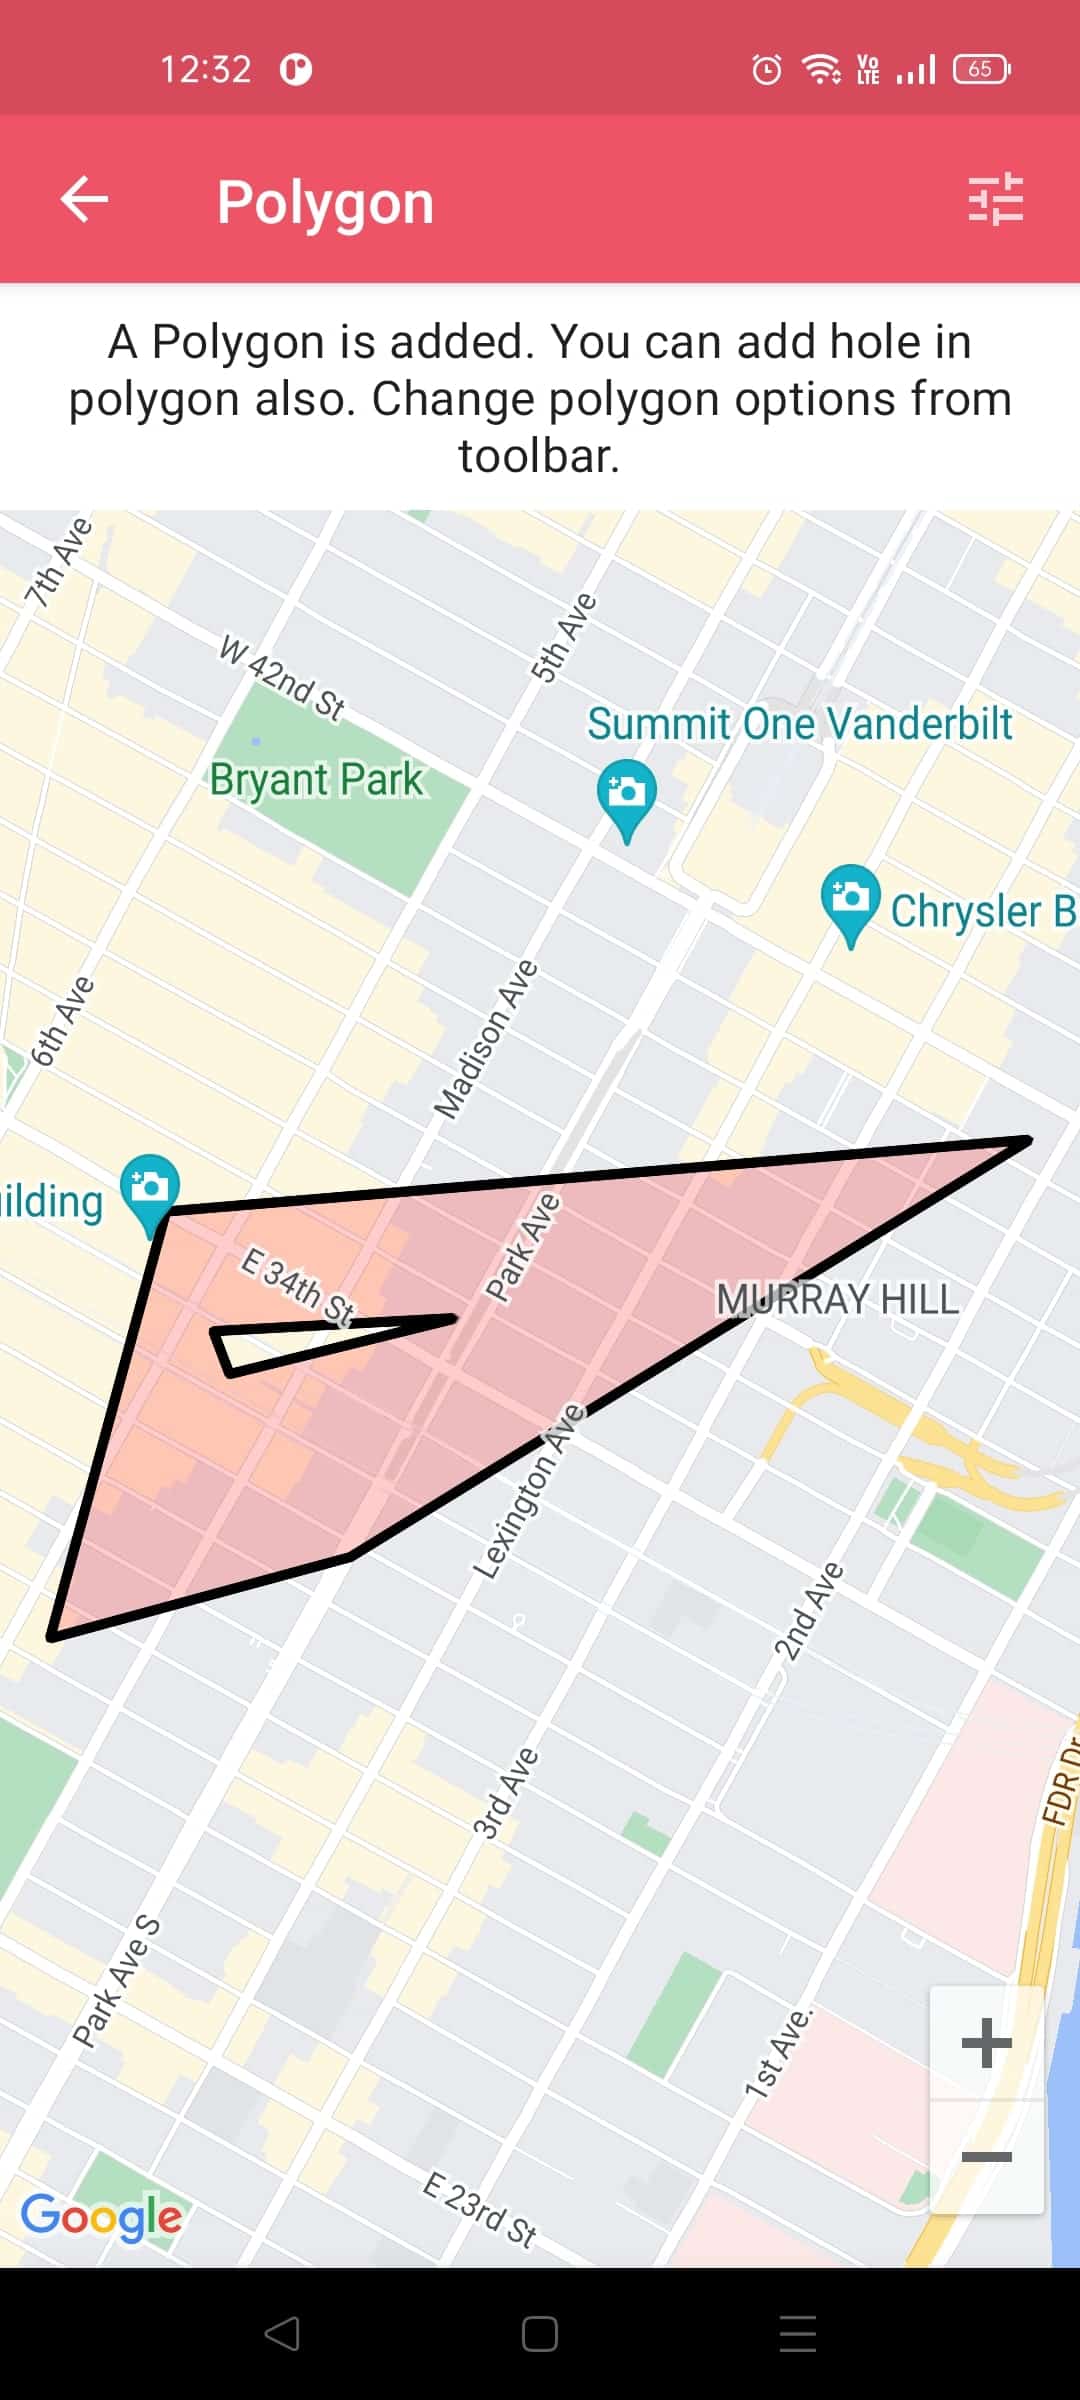 12:32
Vo LTE
65
Polygon
A Polygon is added. You can add hole in
polygon also. Change polygon options from
toolbar.
7th Ave
5th Ave
W 42nd St
Summit One Vanderbilt
Bryant Park
Chrysler B
Madison Ave
6th Ave
ilding
Park Ave
E 34th St
MURRAY HILL
Lexington Ave
2nd Ave
FDR Dr
3rd Ave
Park Ave S
1st Ave.
E 23rd St
Google